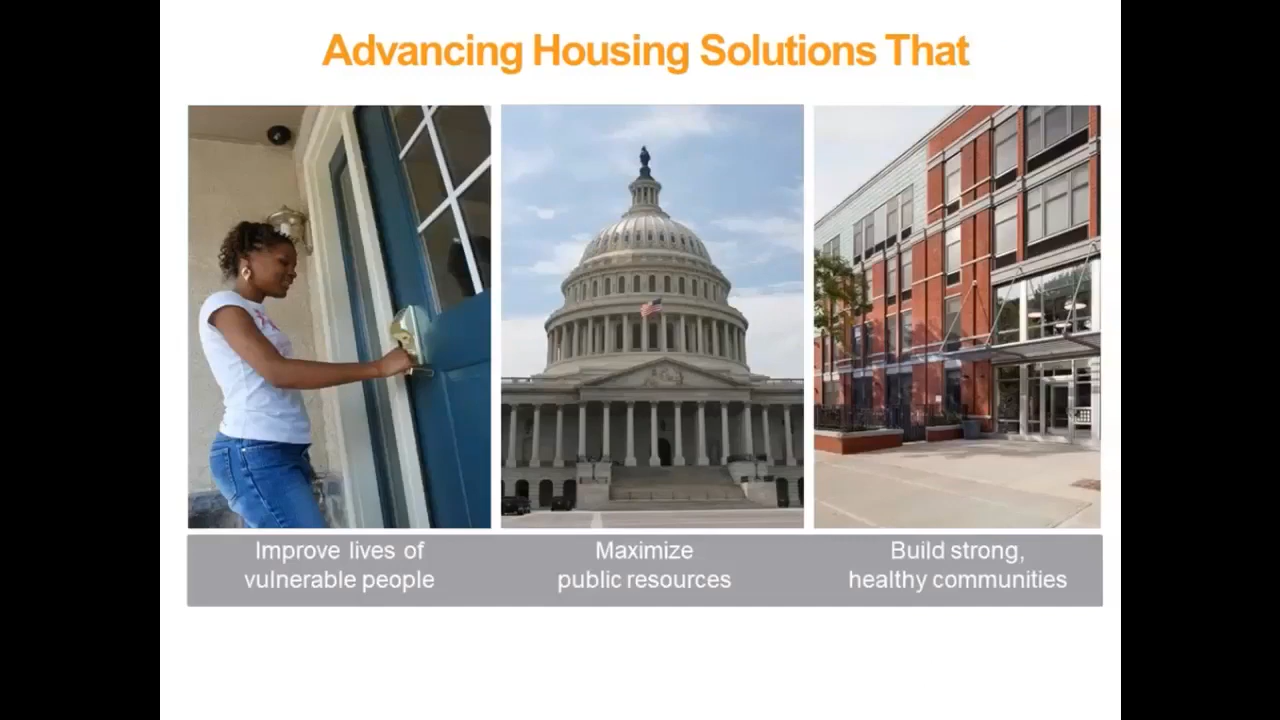 Advancing Housing Solutions That
Improve lives of
vulnerable people
Maximize
public resources
Build strong,
healthy communities